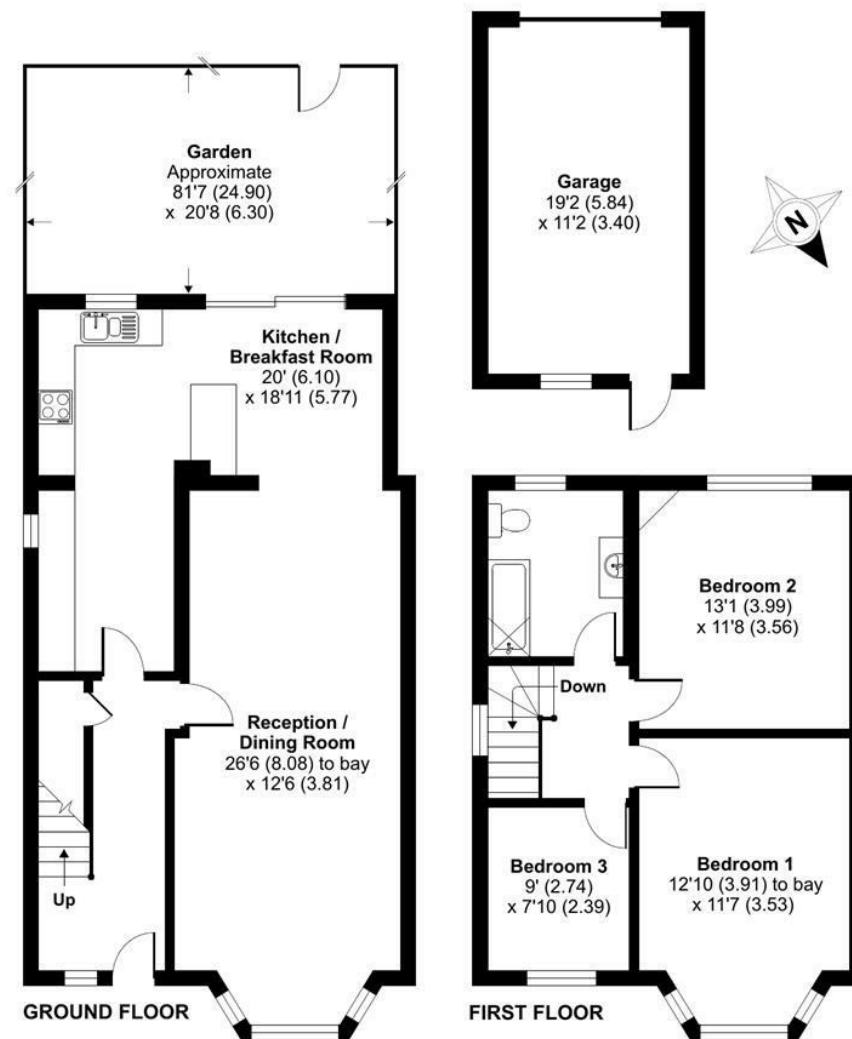 Garden
Approximate
81'7 (24.90)
x 20'8 (6.30)
Garage
19'2 (5.84)
x 11'2 (3.40)
N
Kitchen /
Breakfast Room
20' (6.10)
x 18'11 (5.77)
Reception /
Dining Room
26'6 (8.08) to bay
x 12'6 (3.81)
Up
GROUND FLOOR
Bedroom 2
13'1 (3.99)
x 11'8 (3.56)
Down
Bedroom 3
9' (2.74)
x 7'10 (2.39)
Bedroom 1
12'10 (3.91) to bay
x 11'7 (3.53)
FIRST FLOOR